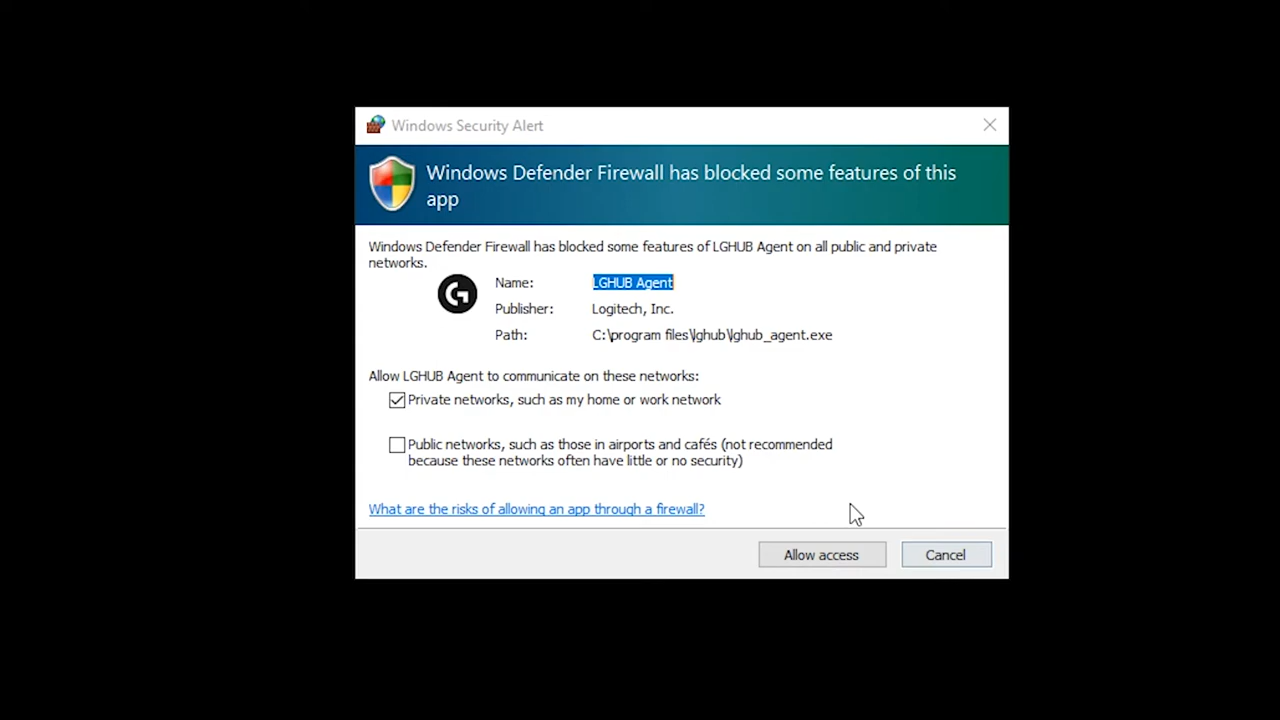 Windows Security Alert
Windows Defender Firewall has blocked some features of this
app
Windows Defender Firewall has blocked some features of LGHUB Agent on all public and private
networks.
Name: LGHUB Agent
Publisher: Logitech, Inc.
Path: C:\program files\lghub\lghub_agent.exe
Allow LGHUB Agent to communicate on these networks:
Private networks, such as my home or work network
Public networks, such as those in airports and cafés (not recommended
because these networks often have little or no security)
What are the risks of allowing an app through a firewall?
Allow access Cancel